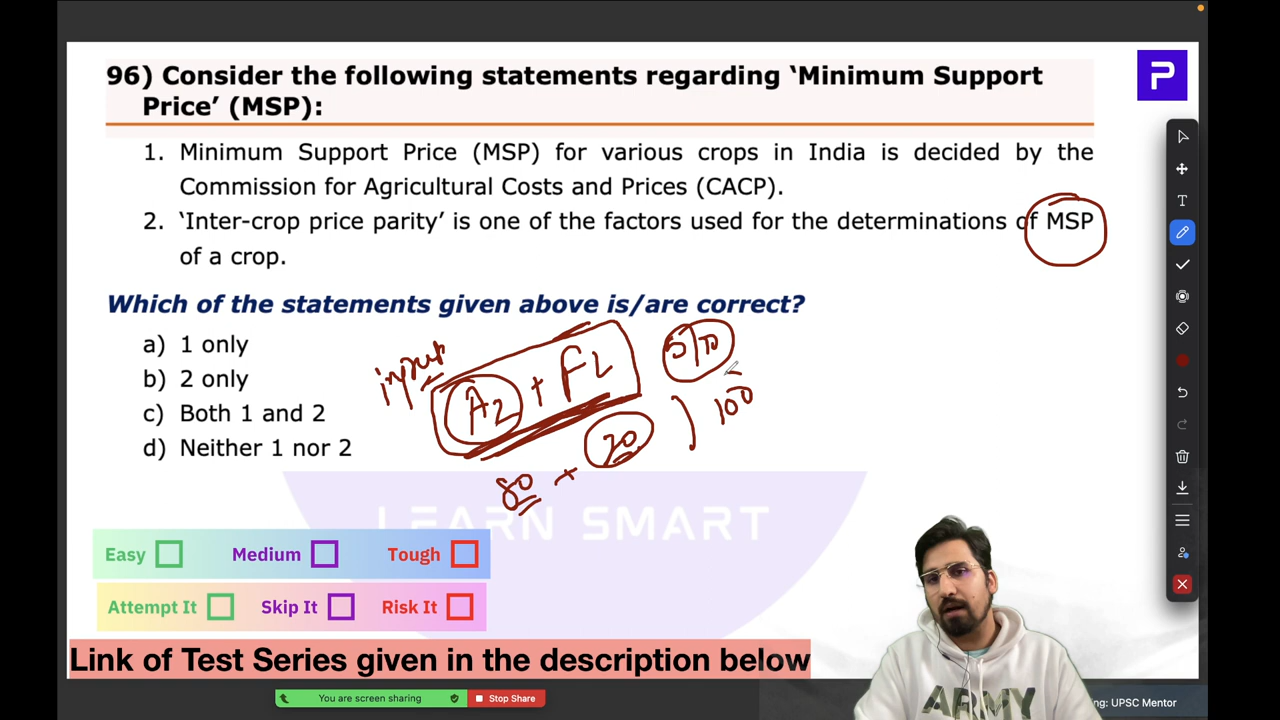 96) Consider the following statements regarding ‘Minimum Support
Price’ (MSP):
1. Minimum Support Price (MSP) for various crops in India is decided by the
Commission for Agricultural Costs and Prices (CACP).
2. ‘Inter-crop price parity’ is one of the factors used for the determinations of MSP
of a crop.
Which of the statements given above is/are correct?
a) 1 only
b) 2 only
c) Both 1 and 2
d) Neither 1 nor 2
input
A2 + FL
80 + 20
100
LEARN SMART
Easy Medium Tough
Attempt It Skip It Risk It
Link of Test Series given in the description below
You are screen sharing Stop Share
ARMY
ng: UPSC Mentor
P
T